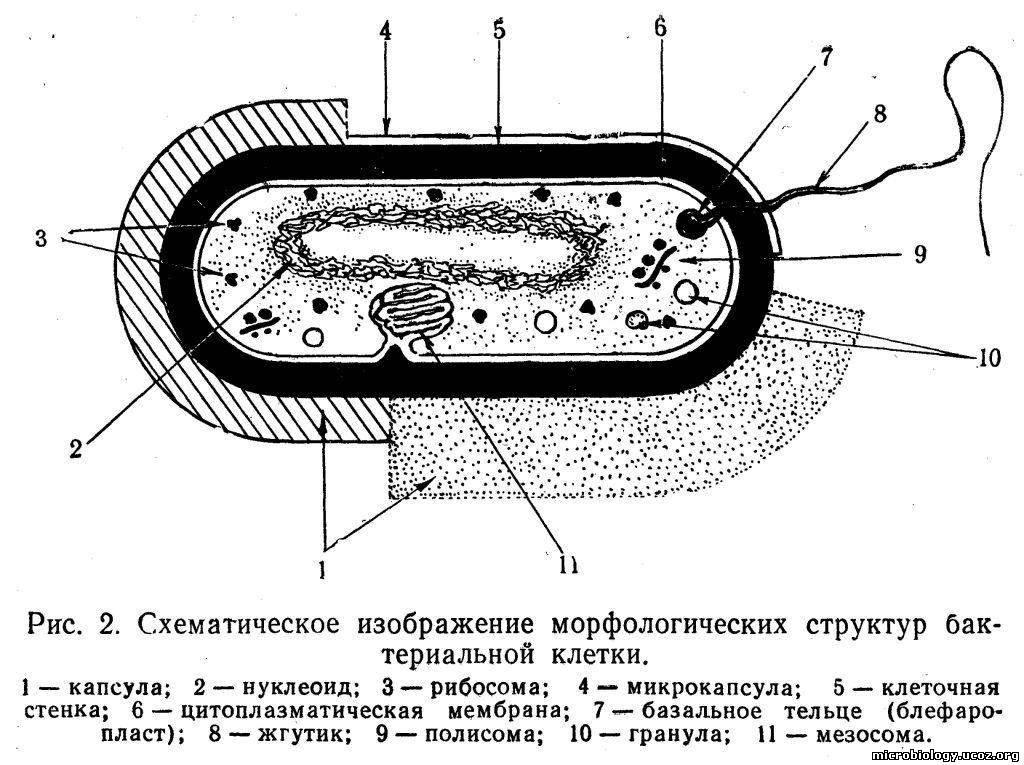 4
5
6
7
8
3
9
10
2
1
11
Рис. 2. Схематическое изображение морфологических структур бак-
териальной клетки.
1 — капсула; 2 — нуклеоид; 3 — рибосома; 4 — микрокапсула; 5 — клеточная
стенка; 6 — цитоплазматическая мембрана; 7 — базальное тельце (блефаро-
пласт); 8 — жгутик; 9 — полисома; 10 — гранула; 11 — мезосома.
microbiology.ucoz.org